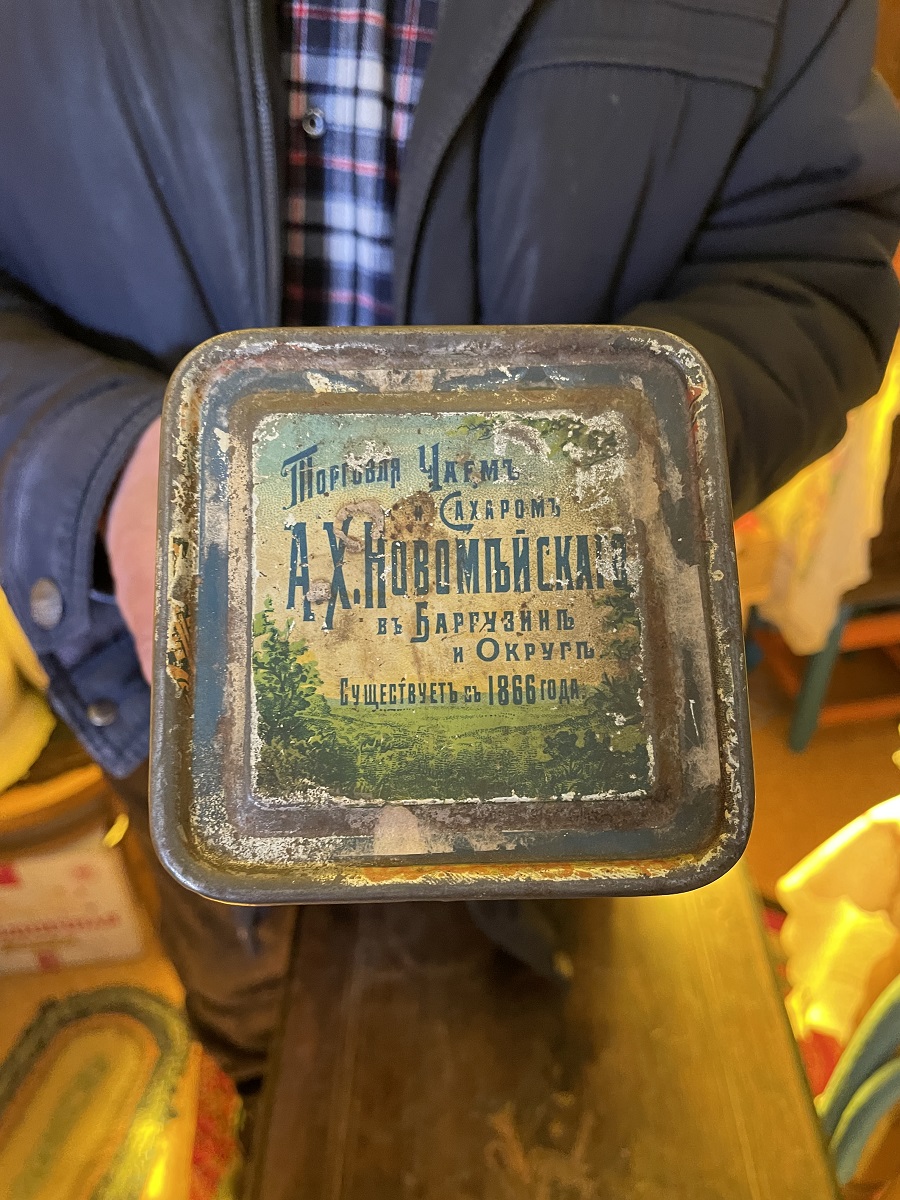 Торговля Чаемъ
и Сахаромъ
А.Х. Новомѣйскаго
въ Баргузинѣ
и Округѣ
Существуетъ съ 1866 года.